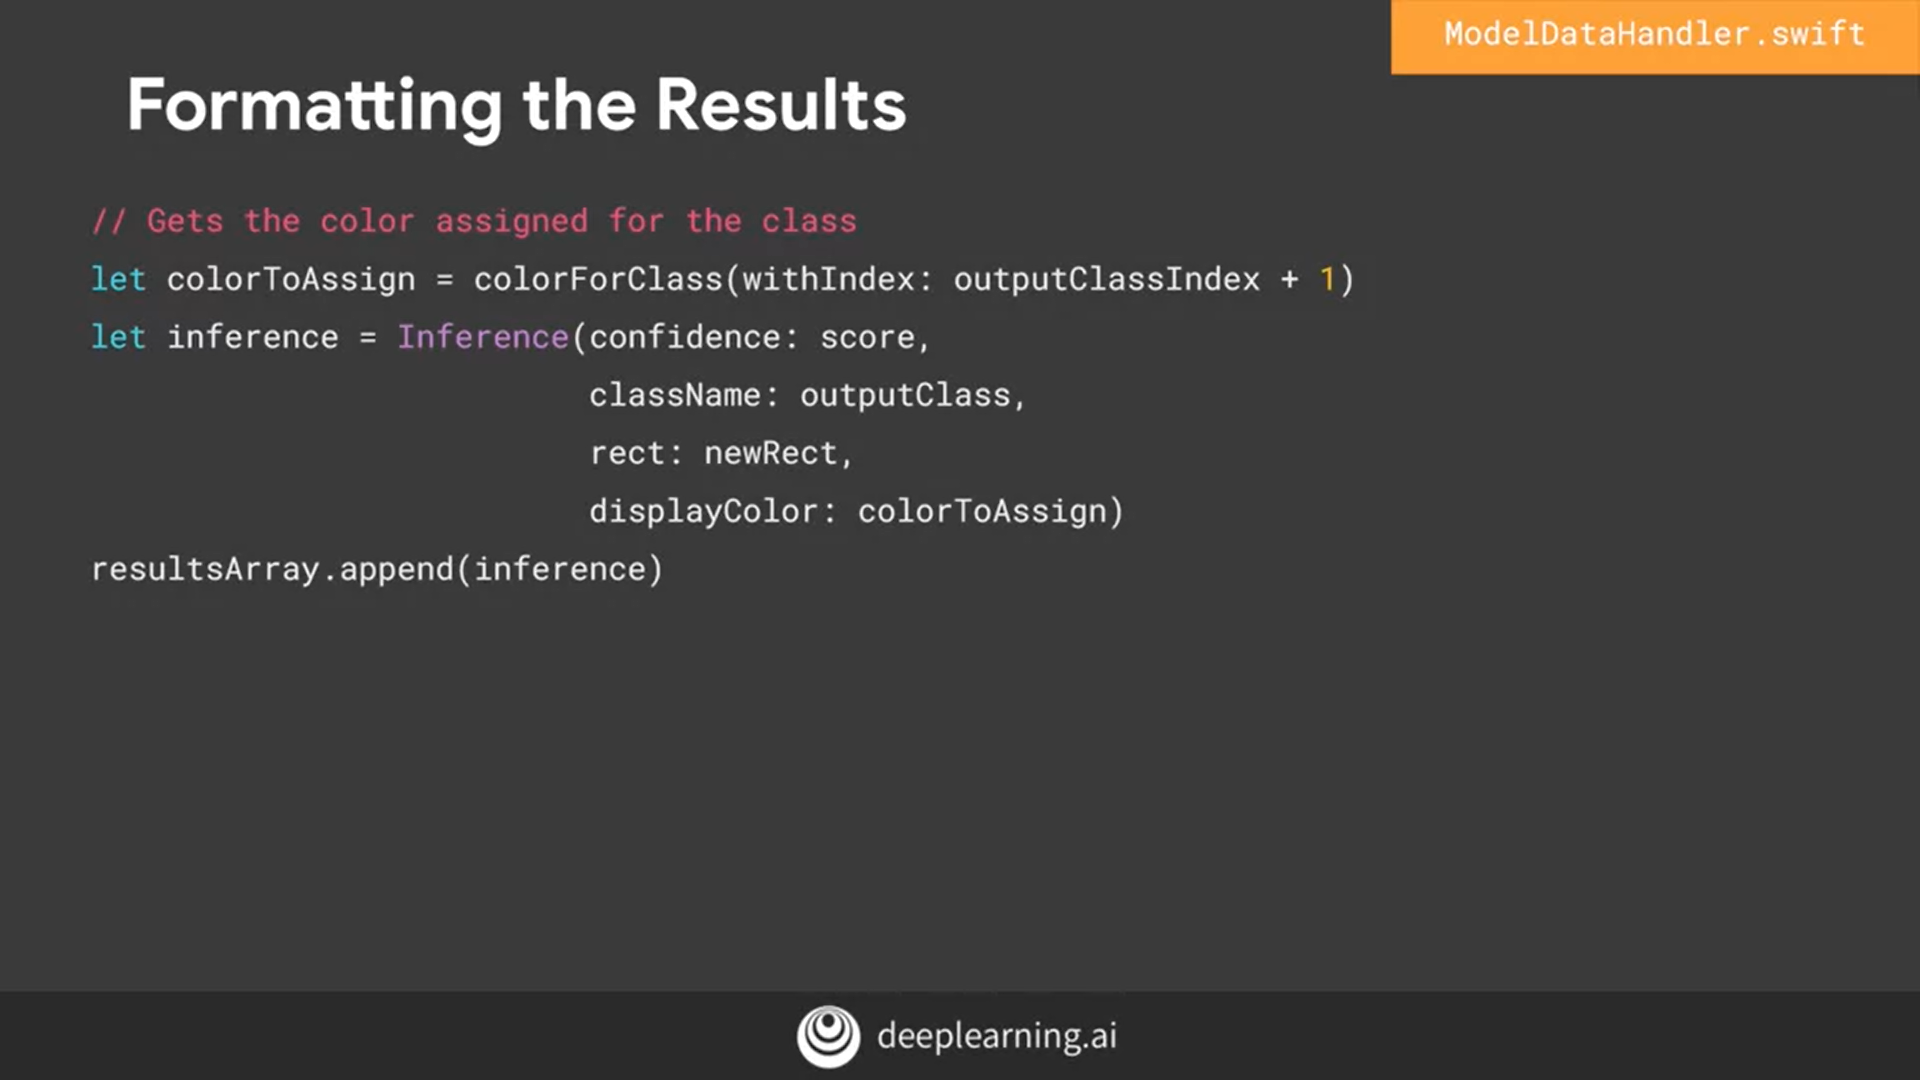 ModelDataHandler.swift
Formatting the Results
// Gets the color assigned for the class
let colorToAssign = colorForClass(withIndex: outputClassIndex + 1)
let inference = Inference(confidence: score,
className: outputClass,
rect: newRect,
displayColor: colorToAssign)
resultsArray.append(inference)
deeplearning.ai